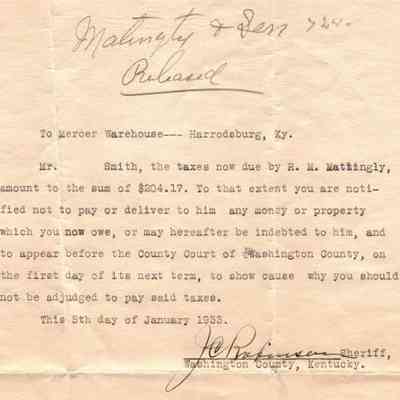 Matingty & Son
Released
To Mercer Warehouse--- Harrodsburg, Ky.
Mr. Smith, the taxes now due by R. M. Mattingly,
amount to the sum of $204.17. To that extent you are noti-
fied not to pay or deliver to him any money or property
which you now owe, or may hereafter be indebted to him, and
to appear before the County Court of Washington County, on
the first day of its next term, to show cause why you should
not be adjudged to pay said taxes.
This 5th day of January 1933.
J C Robinson Sheriff,
Washington County, Kentucky.